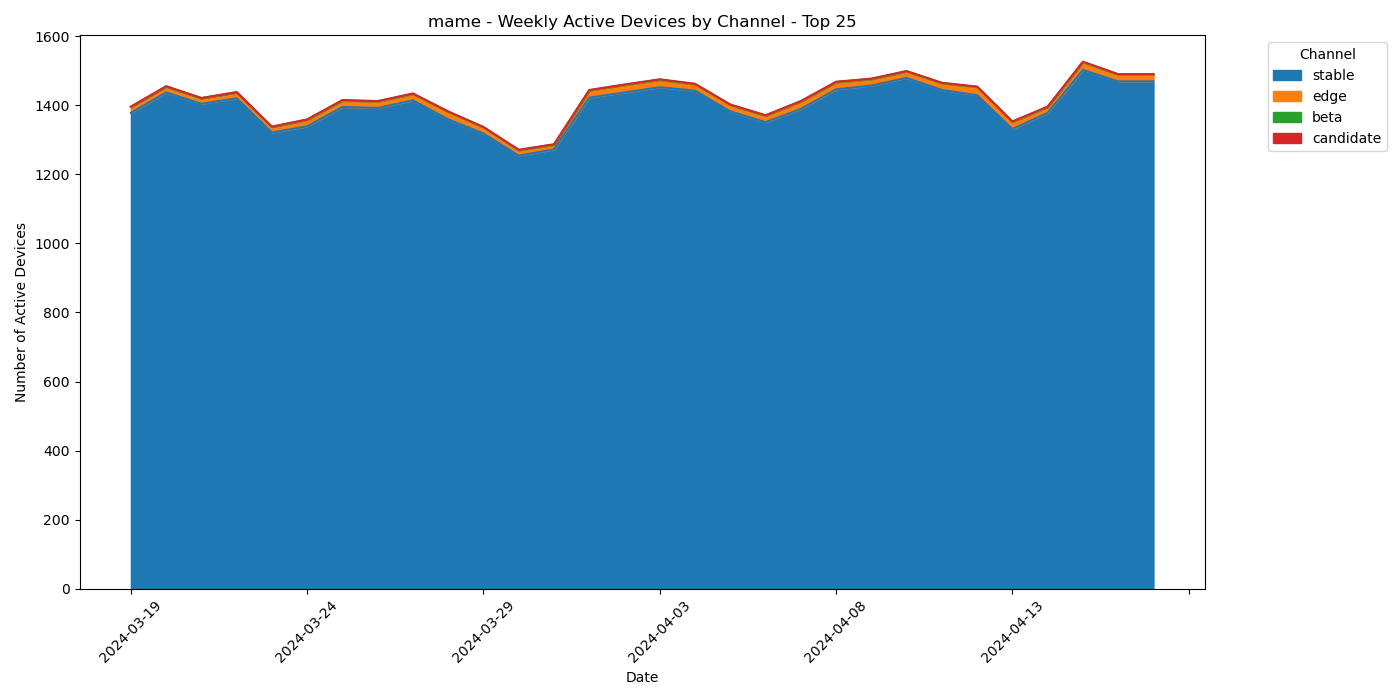 mame - Weekly Active Devices by Channel - Top 25
Number of Active Devices
1600
1400
1200
1000
800
600
400
200
0
2024-03-19
2024-03-24
2024-03-29
2024-04-03
2024-04-08
2024-04-13
Date
Channel
stable
edge
beta
candidate